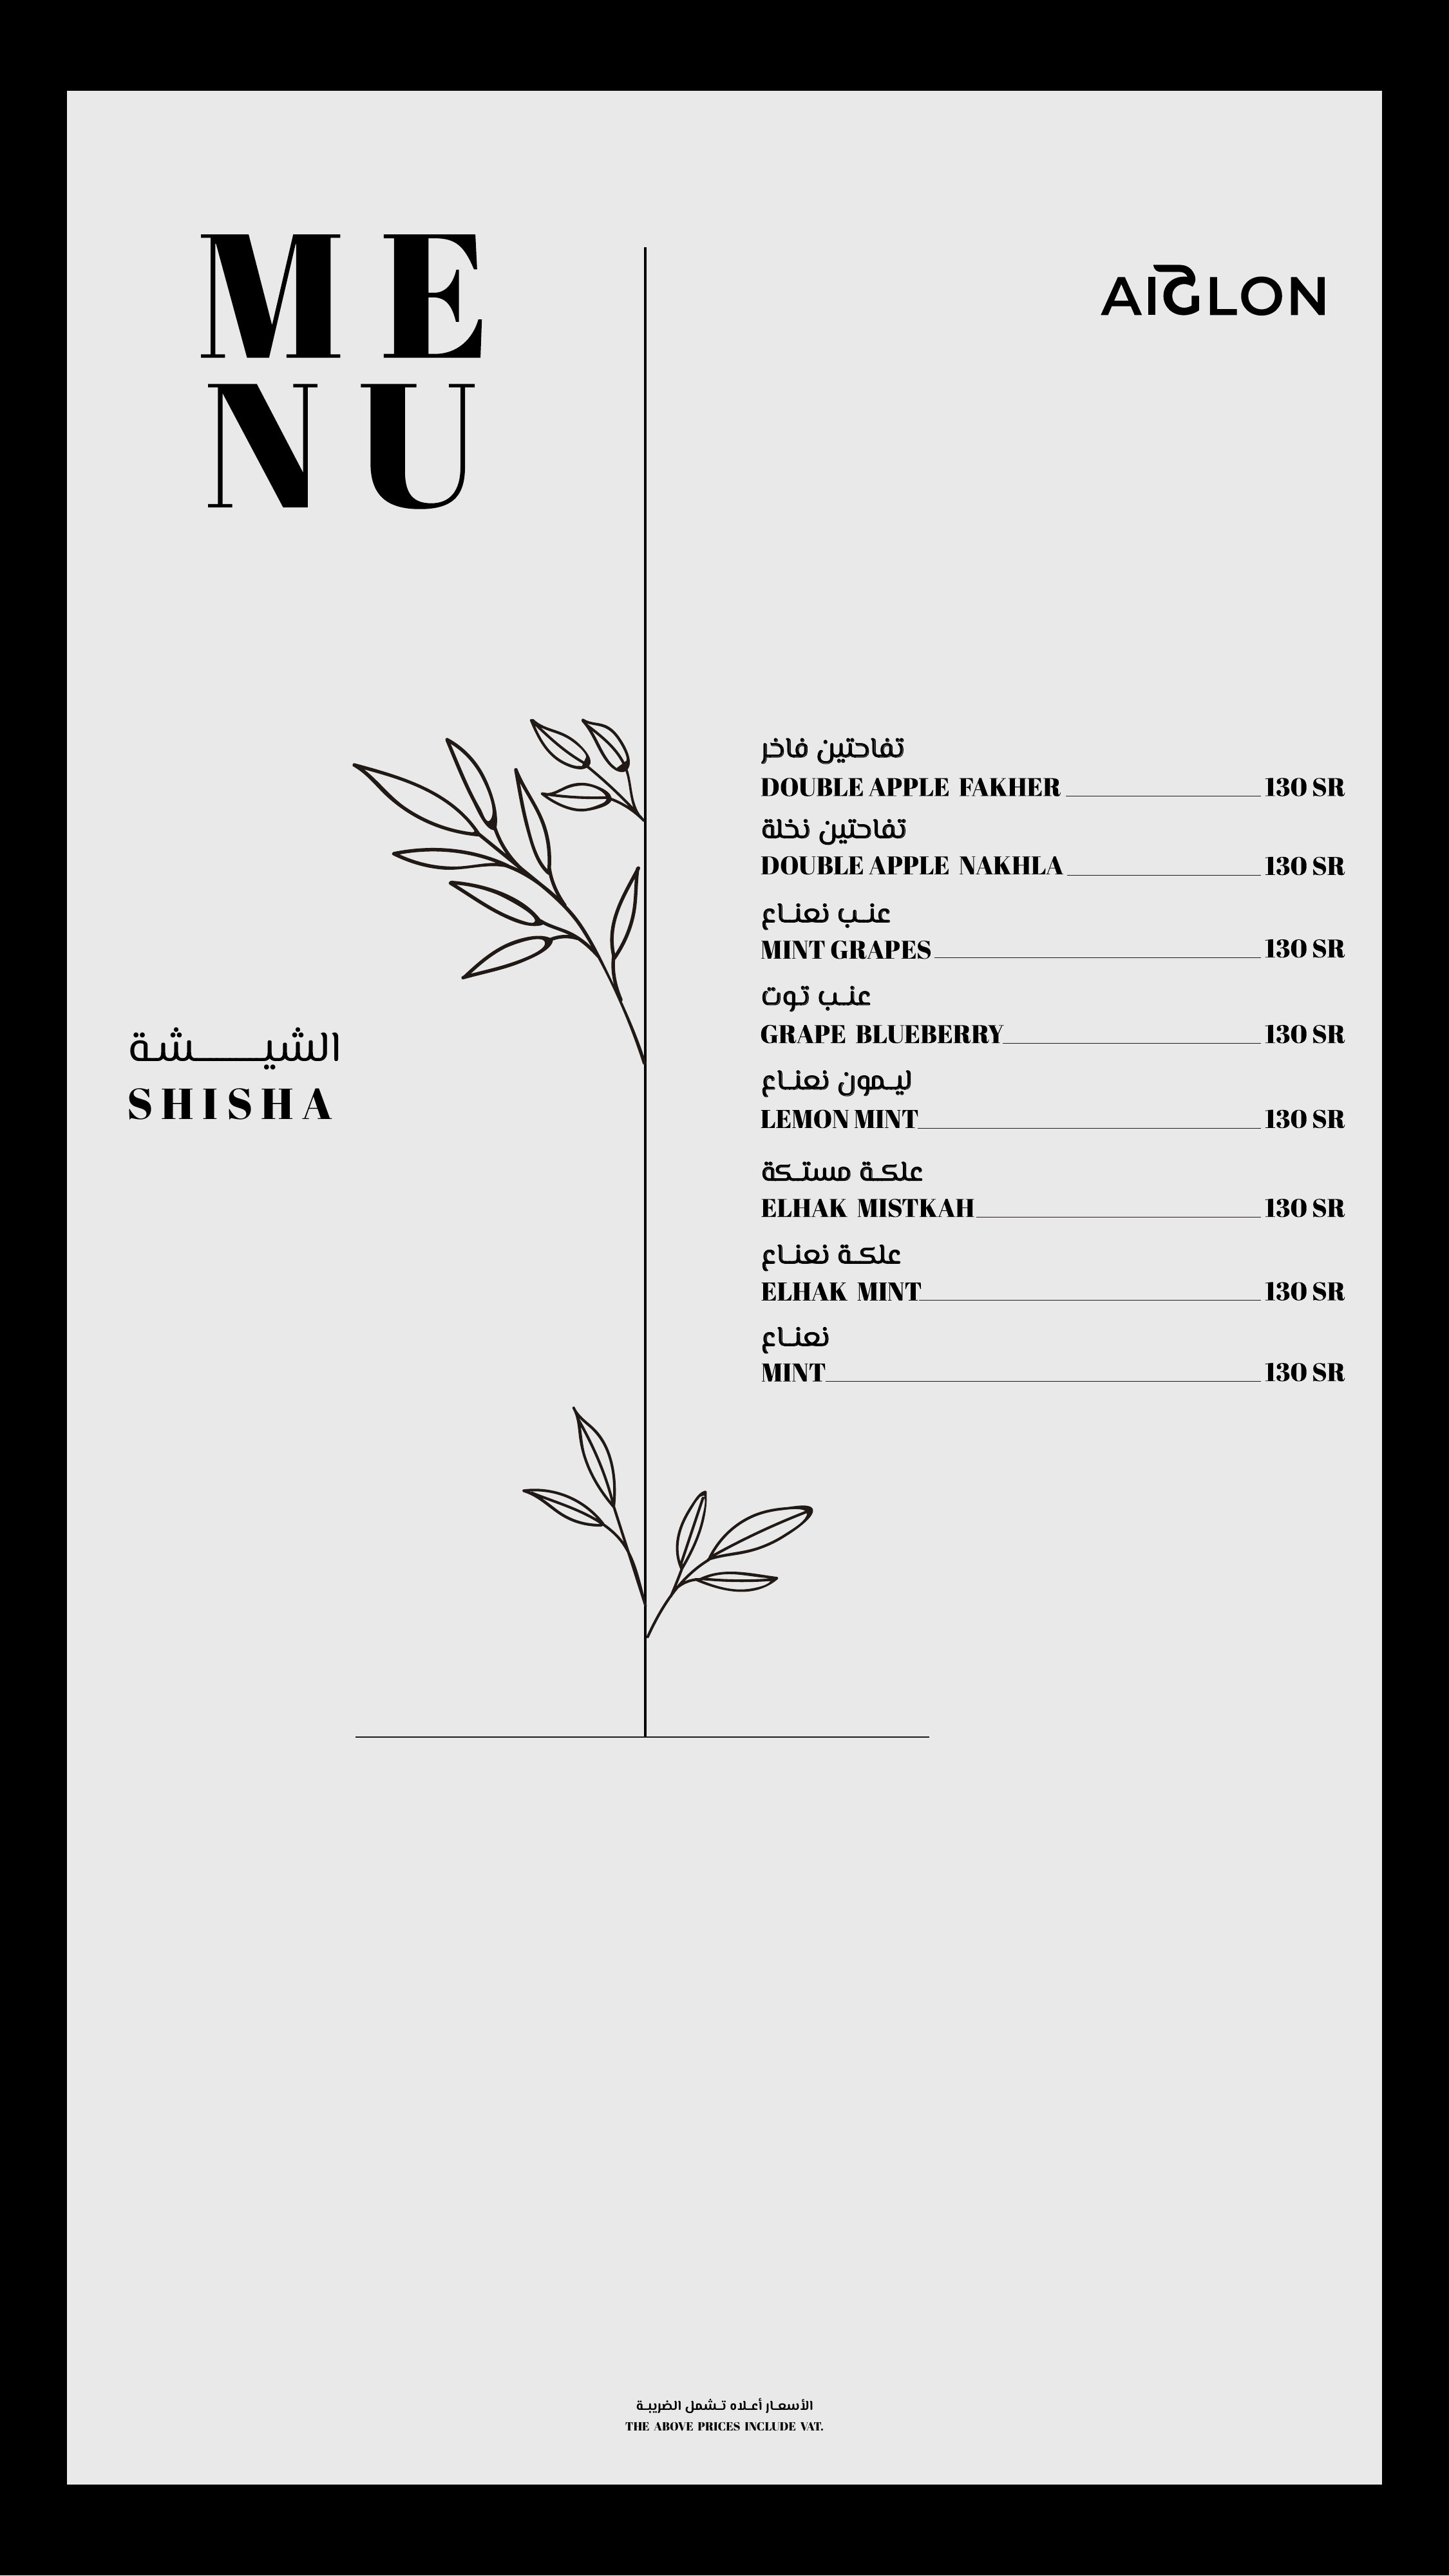 ME
NU
AIGLON
الشيـــــشة
SHISHA
تفاحتين فاخر
DOUBLE APPLE FAKHER 130 SR
تفاحتين نخلة
DOUBLE APPLE NAKHLA 130 SR
عنـب نعنـاع
MINT GRAPES 130 SR
عنـب توت
GRAPE BLUEBERRY 130 SR
ليـمون نعنـاع
LEMON MINT 130 SR
علكـة مستـكة
ELHAK MISTKAH 130 SR
علكـة نعنـاع
ELHAK MINT 130 SR
نعنـاع
MINT 130 SR
الأسعـار أعـلاه تـشمل الضريبـة
THE ABOVE PRICES INCLUDE VAT.